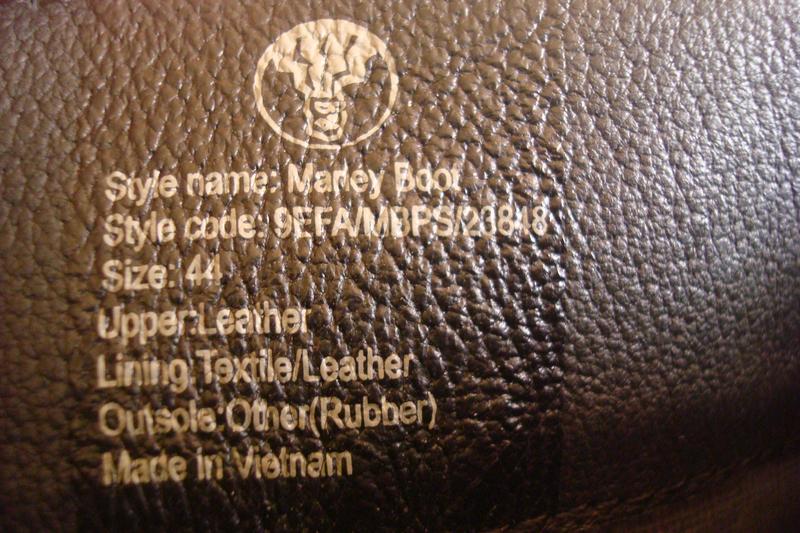 Style name: Marley Boot
Style code: 9EFA/MBPS/20848
Size: 44
Upper:Leather
Lining Textile/Leather
Outsole:Other(Rubber)
Made in Vietnam